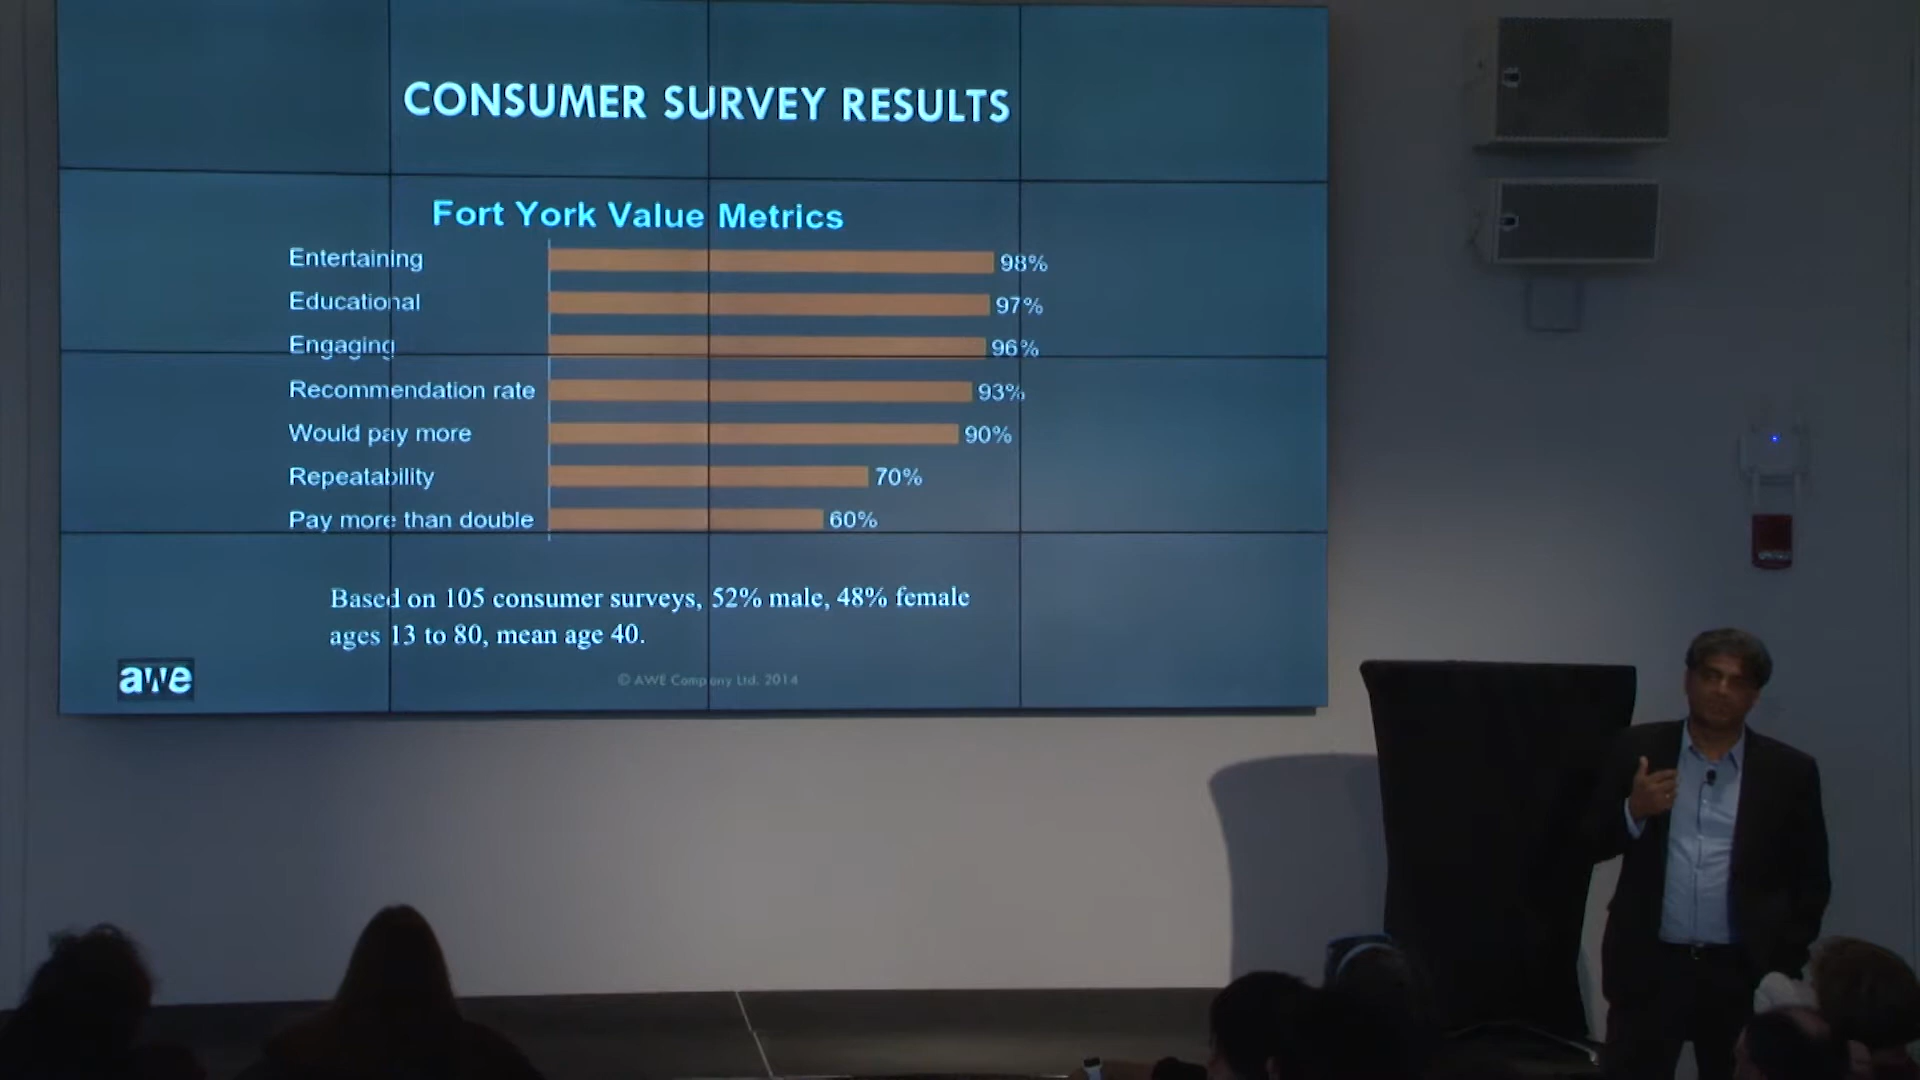 CONSUMER SURVEY RESULTS
Fort York Value Metrics
Entertaining 98%
Educational 97%
Engaging 96%
Recommendation rate 93%
Would pay more 90%
Repeatability 70%
Pay more than double 60%
Based on 105 consumer surveys, 52% male, 48% female
ages 13 to 80, mean age 40.
awe
© AWE Company Ltd. 2014